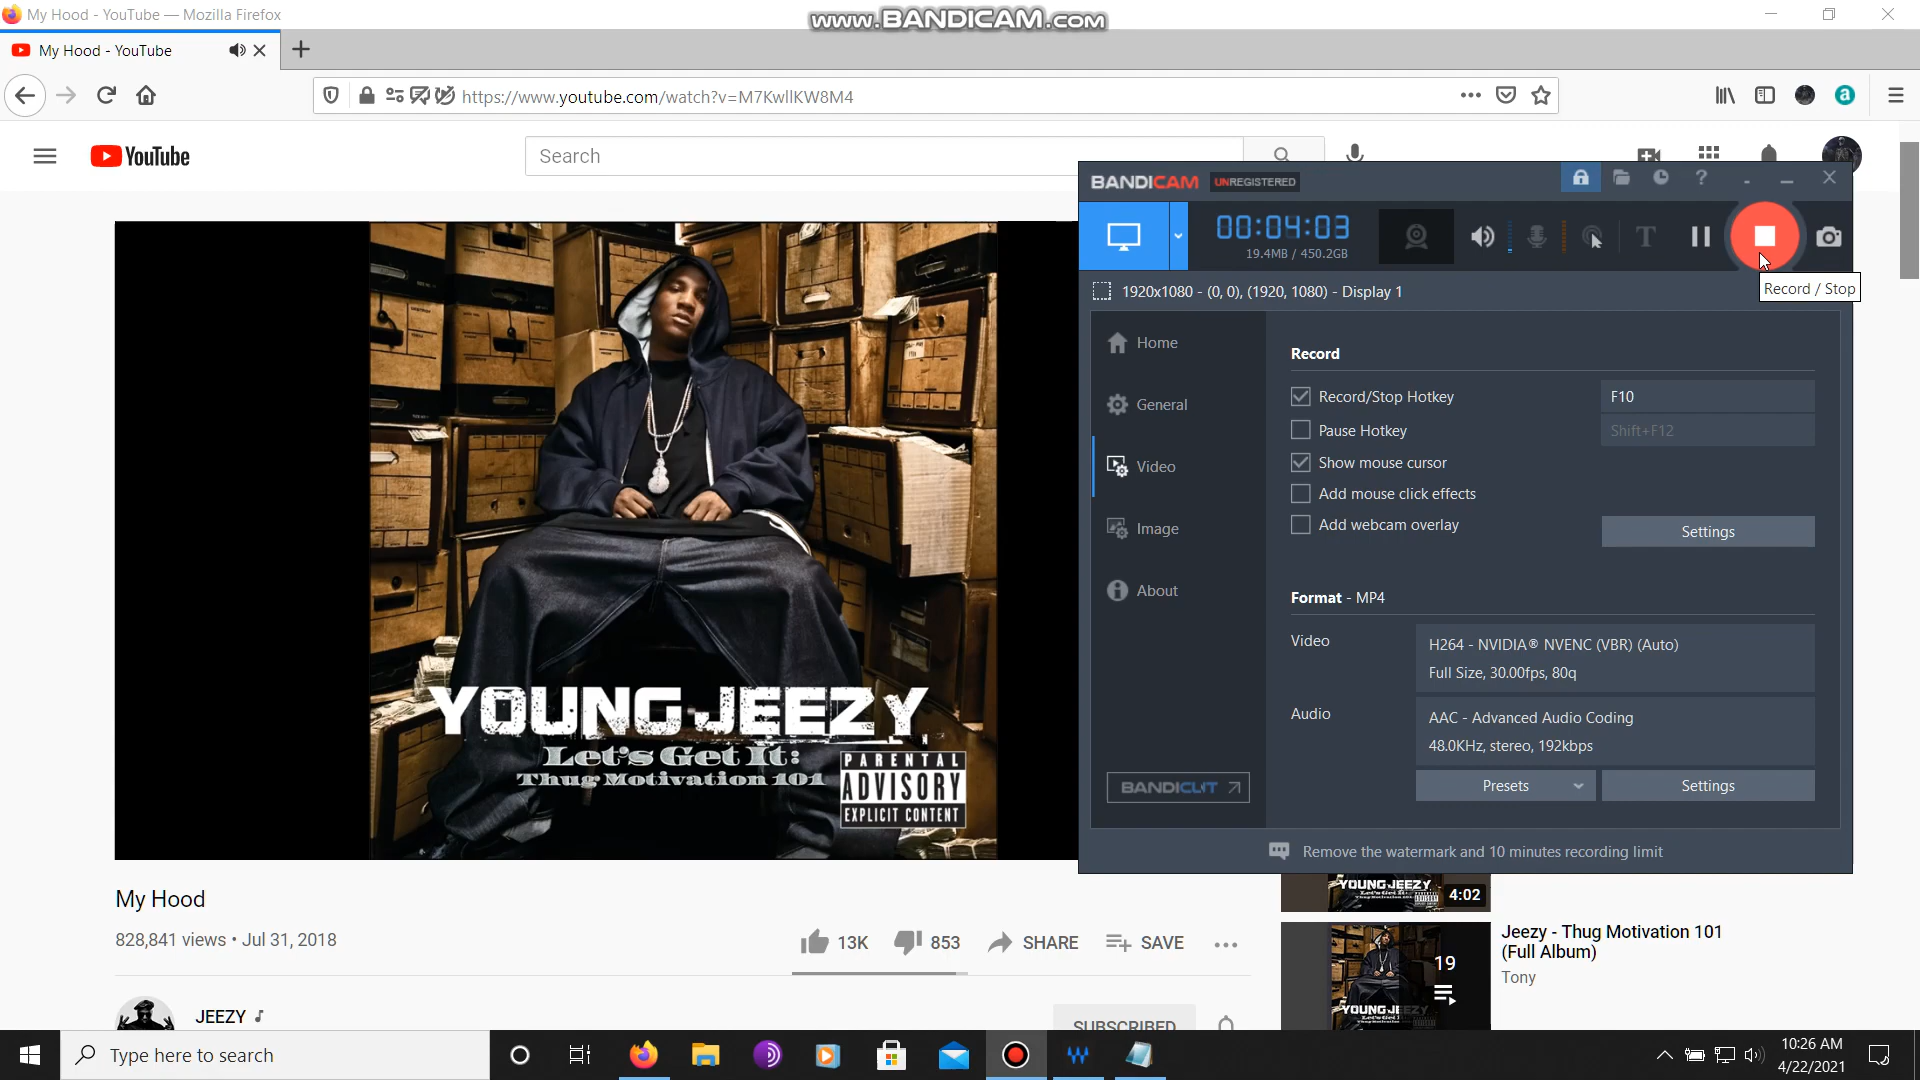 My Hood - YouTube — Mozilla Firefox
www.BANDICAM.com
My Hood - YouTube
https://www.youtube.com/watch?v=M7KwllKW8M4
YouTube
Search
BANDICAM UNREGISTERED
00:04:03
19.4MB / 450.2GB
T
Record / Stop
1920x1080 - (0, 0), (1920, 1080) - Display 1
Home
General
Video
Image
About
BANDICUT
Record
Record/Stop Hotkey
F10
Pause Hotkey
Shift+F12
Show mouse cursor
Add mouse click effects
Add webcam overlay
Settings
Format - MP4
Video
H264 - NVIDIA® NVENC (VBR) (Auto)
Full Size, 30.00fps, 80q
Audio
AAC - Advanced Audio Coding
48.0KHz, stereo, 192kbps
Presets
Settings
Remove the watermark and 10 minutes recording limit
YOUNG JEEZY
Let's Get It:
Thug Motivation 101
PARENTAL
ADVISORY
EXPLICIT CONTENT
My Hood
828,841 views • Jul 31, 2018
13K
853
SHARE
SAVE
JEEZY
SUBSCRIBED
YOUNG JEEZY
4:02
19
YOUNG JEEZY
Jeezy - Thug Motivation 101
(Full Album)
Tony
Type here to search
10:26 AM
4/22/2021